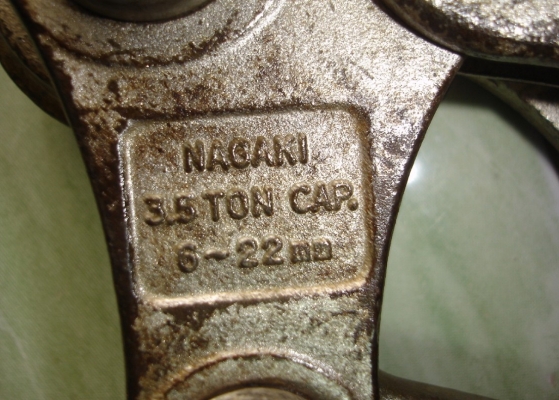 NAGAKI
3.5 TON CAP.
6~22mm